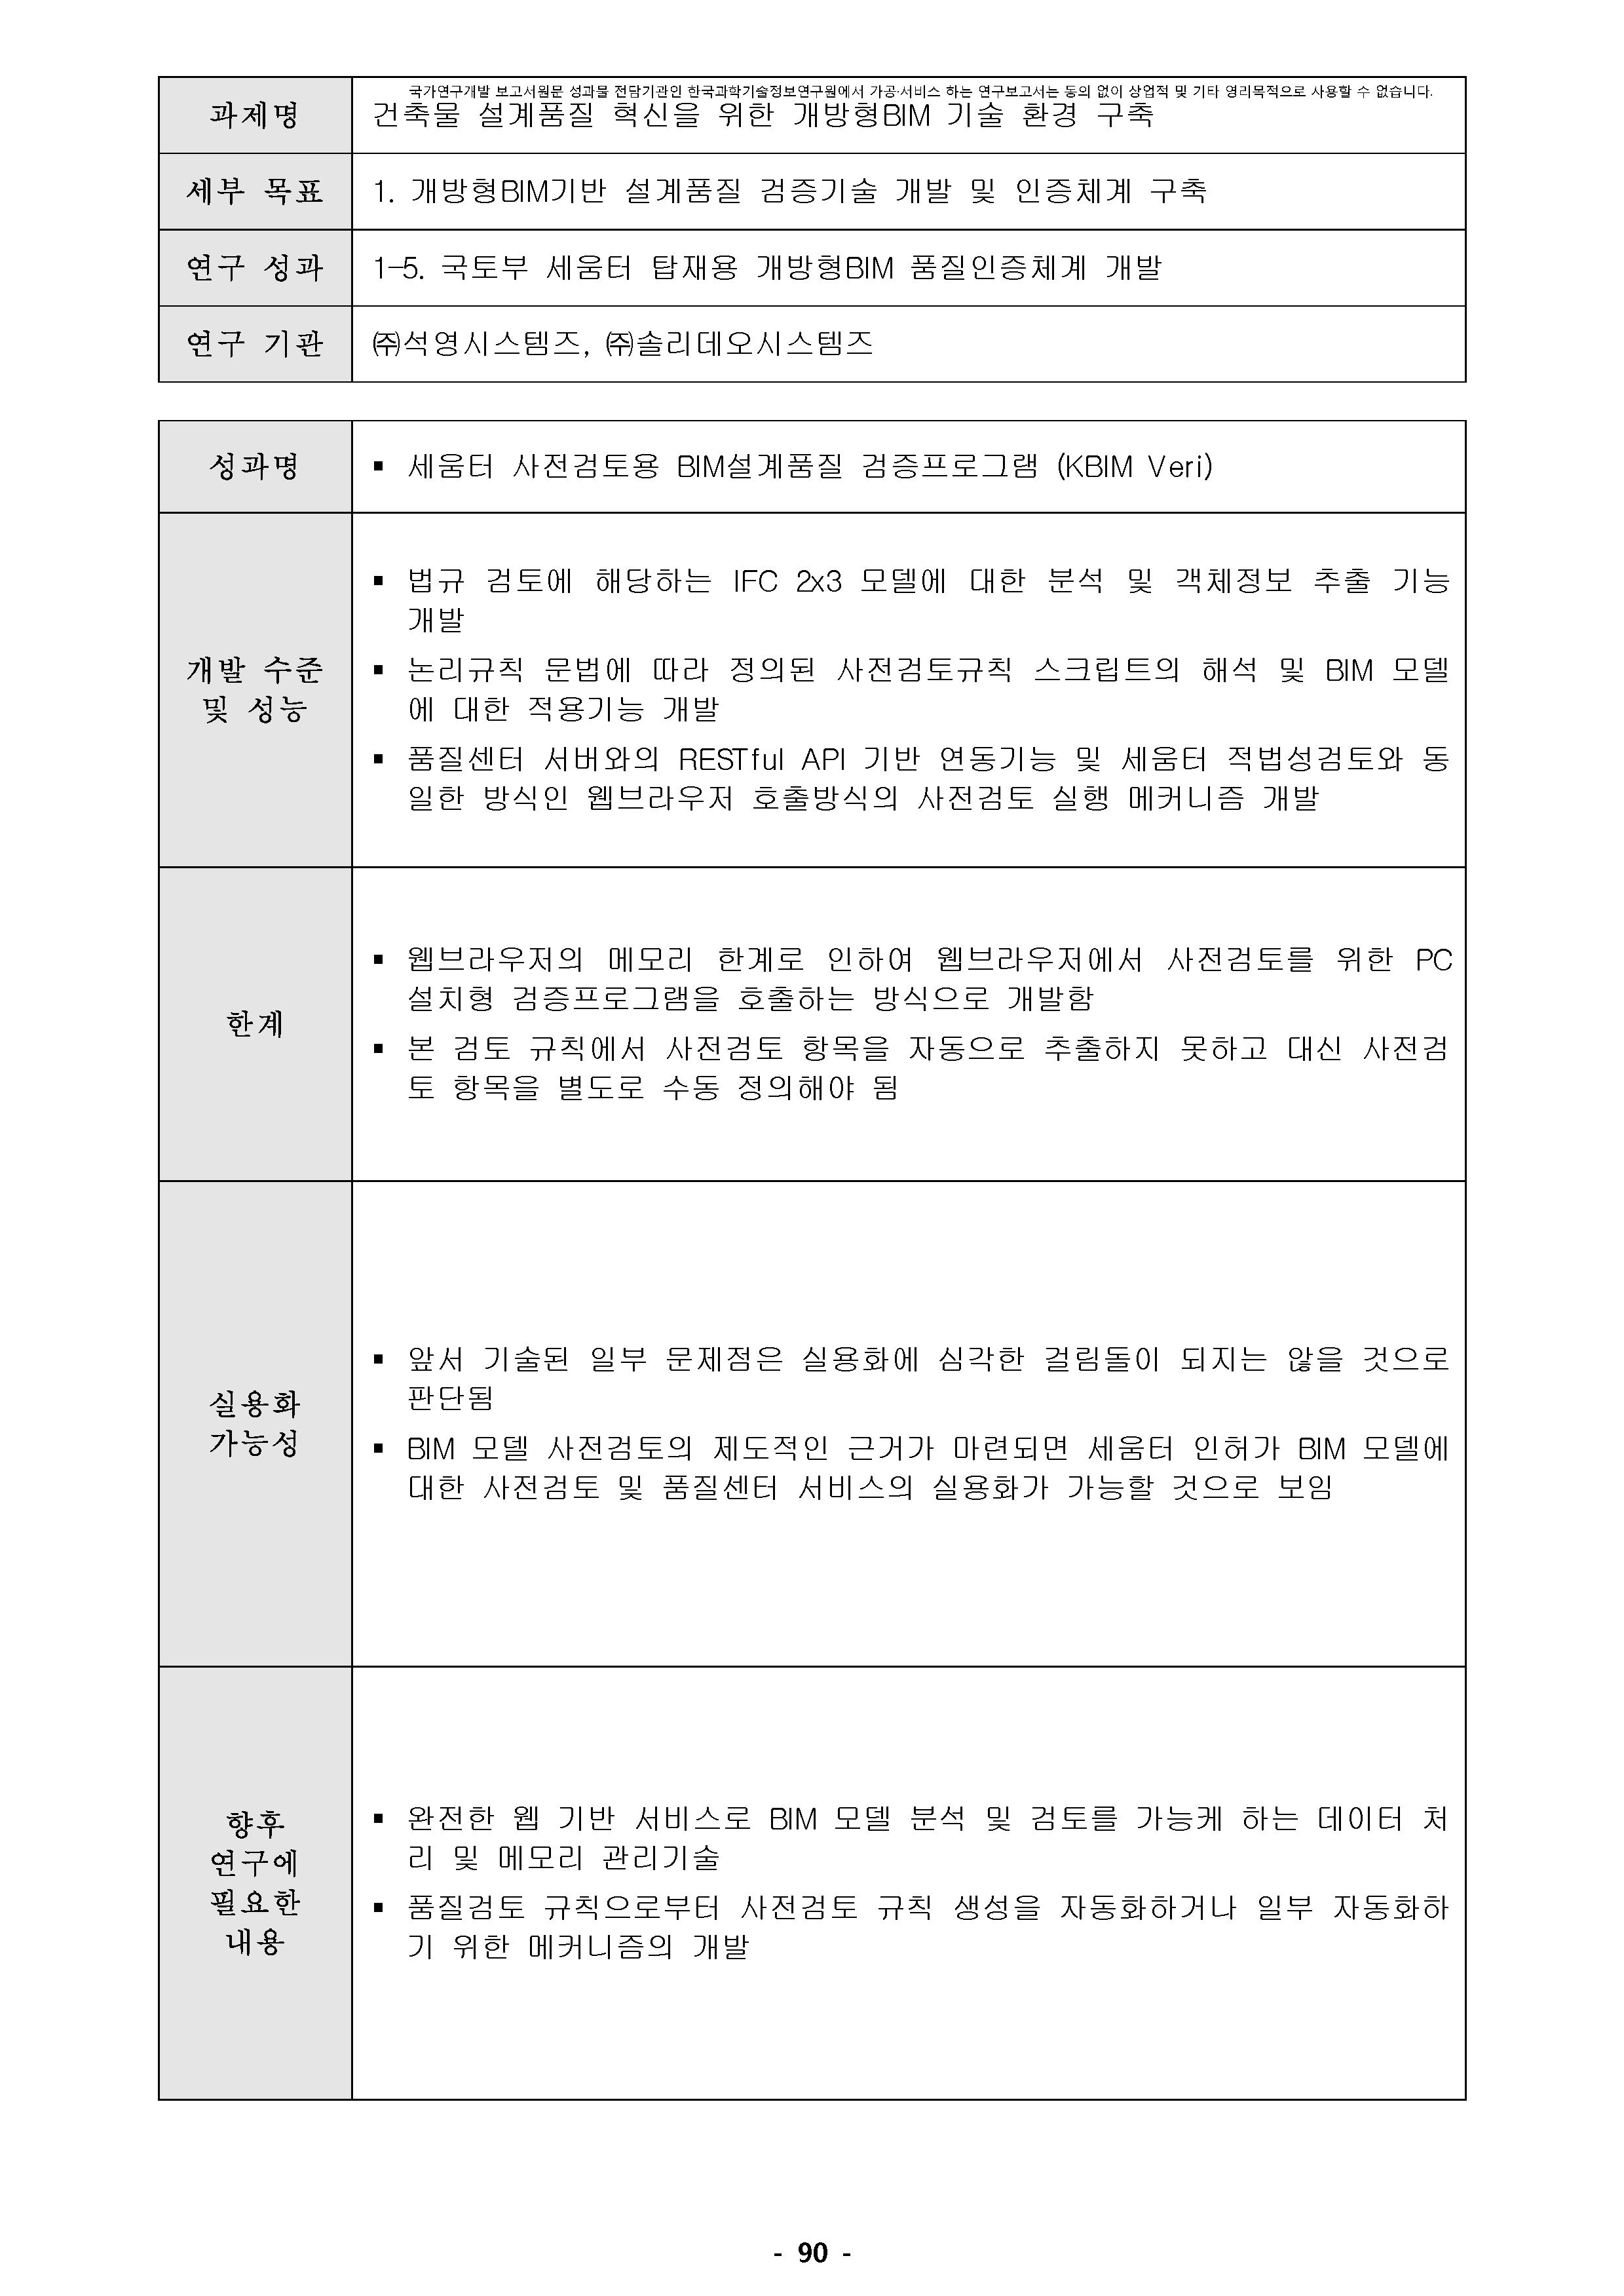 국가연구개발 보고서원문 성과물 전담기관인 한국과학기술정보연구원에서 가공·서비스 하는 연구보고서는 동의 없이 상업적 및 기타 영리목적으로 사용할 수 없습니다.
과제명 건축물 설계품질 혁신을 위한 개방형BIM 기술 환경 구축
세부 목표 1. 개방형BIM기반 설계품질 검증기술 개발 및 인증체계 구축
연구 성과 1-5. 국토부 세움터 탑재용 개방형BIM 품질인증체계 개발
연구 기관 ㈜석영시스템즈, ㈜솔리데오시스템즈
성과명 ▪ 세움터 사전검토용 BIM설계품질 검증프로그램 (KBIM Veri)
개발 수준
및 성능
▪ 법규 검토에 해당하는 IFC 2x3 모델에 대한 분석 및 객체정보 추출 기능
개발
▪ 논리규칙 문법에 따라 정의된 사전검토규칙 스크립트의 해석 및 BIM 모델
에 대한 적용기능 개발
▪ 품질센터 서버와의 RESTful API 기반 연동기능 및 세움터 적법성검토와 동
일한 방식인 웹브라우저 호출방식의 사전검토 실행 메커니즘 개발
한계
▪ 웹브라우저의 메모리 한계로 인하여 웹브라우저에서 사전검토를 위한 PC
설치형 검증프로그램을 호출하는 방식으로 개발함
▪ 본 검토 규칙에서 사전검토 항목을 자동으로 추출하지 못하고 대신 사전검
토 항목을 별도로 수동 정의해야 됨
실용화
가능성
▪ 앞서 기술된 일부 문제점은 실용화에 심각한 걸림돌이 되지는 않을 것으로
판단됨
▪ BIM 모델 사전검토의 제도적인 근거가 마련되면 세움터 인허가 BIM 모델에
대한 사전검토 및 품질센터 서비스의 실용화가 가능할 것으로 보임
향후
연구에
필요한
내용
▪ 완전한 웹 기반 서비스로 BIM 모델 분석 및 검토를 가능케 하는 데이터 처
리 및 메모리 관리기술
▪ 품질검토 규칙으로부터 사전검토 규칙 생성을 자동화하거나 일부 자동화하
기 위한 메커니즘의 개발
- 90 -